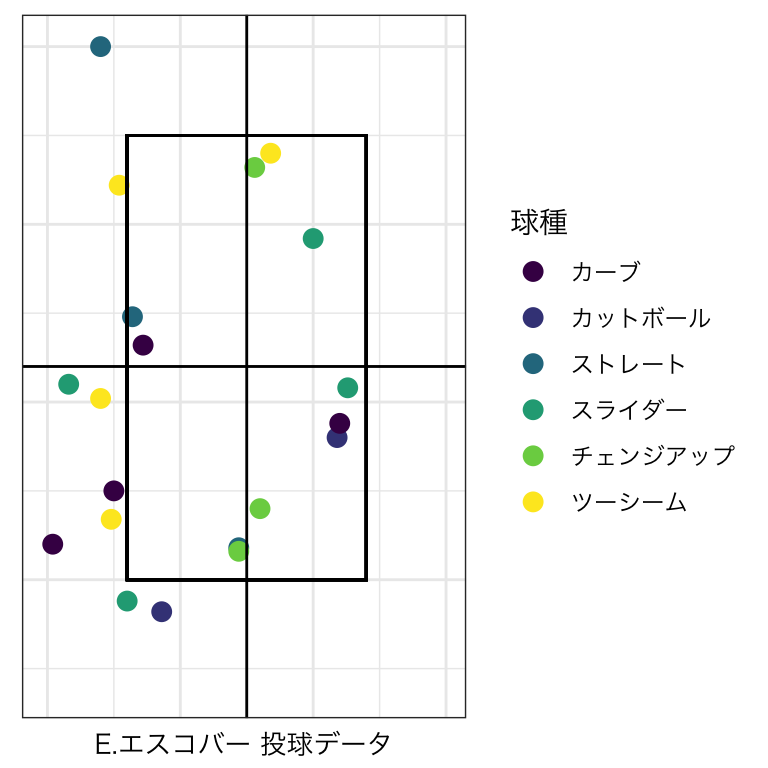 球種
カーブ
カットボール
ストレート
スライダー
チェンジアップ
ツーシーム
E.エスコバー 投球データ